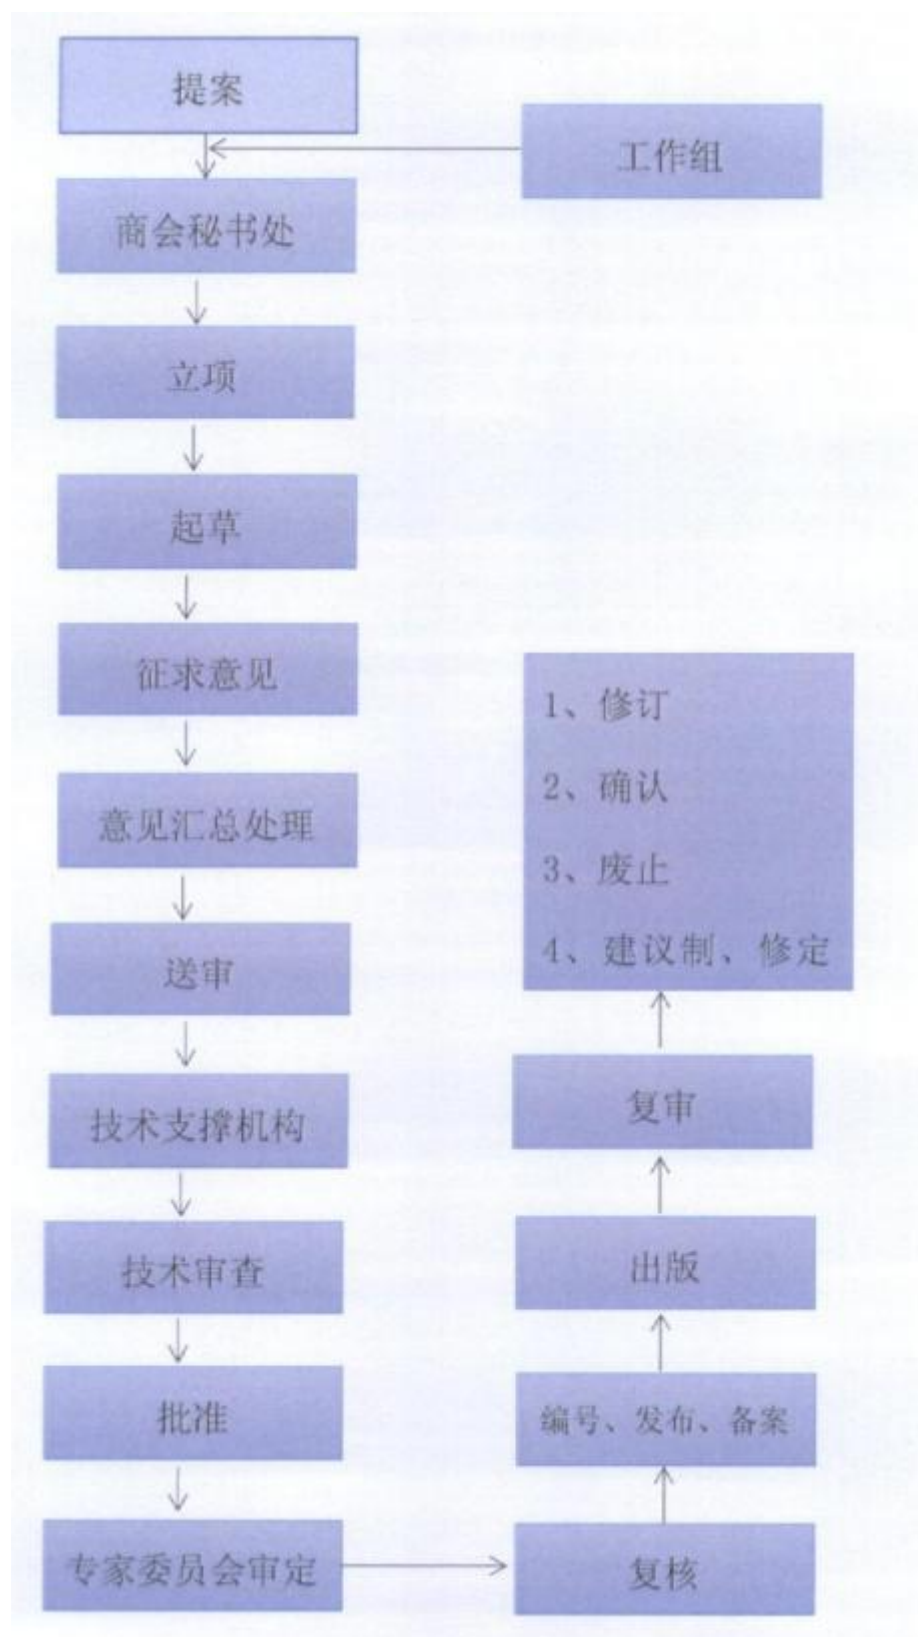 提案
工作组
商会秘书处
立项
起草
征求意见
意见汇总处理
送审
技术支撑机构
技术审查
批准
专家委员会审定
复核
编号、发布、备案
出版
复审
1、修订
2、确认
3、废止
4、建议制、修定